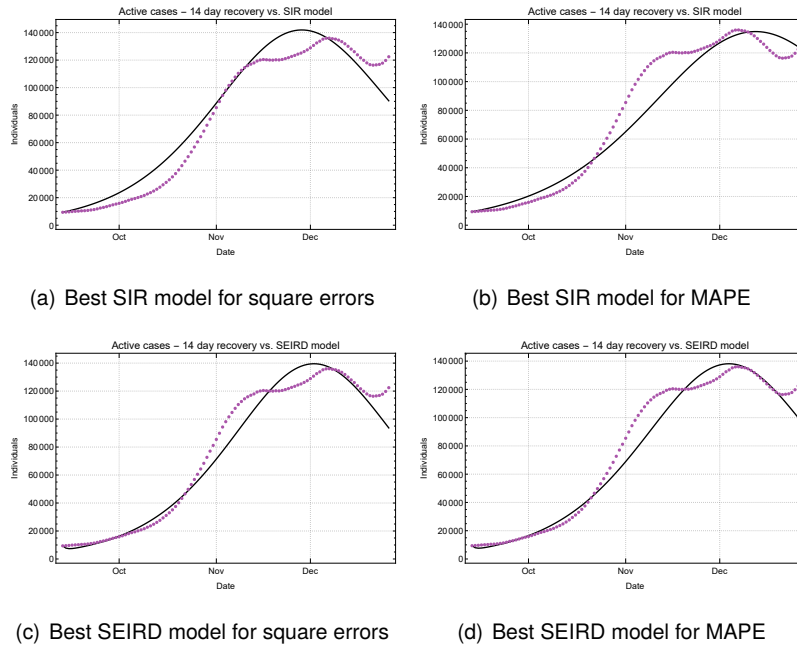 Active cases – 14 day recovery vs. SIR model
Individuals
140000
120000
100000
80000
60000
40000
20000
0
Oct
Nov
Dec
Date
(a) Best SIR model for square errors
Active cases – 14 day recovery vs. SIR model
Individuals
140000
120000
100000
80000
60000
40000
20000
0
Oct
Nov
Dec
Date
(b) Best SIR model for MAPE
Active cases – 14 day recovery vs. SEIRD model
Individuals
140000
120000
100000
80000
60000
40000
20000
0
Oct
Nov
Dec
Date
(c) Best SEIRD model for square errors
Active cases – 14 day recovery vs. SEIRD model
Individuals
140000
120000
100000
80000
60000
40000
20000
0
Oct
Nov
Dec
Date
(d) Best SEIRD model for MAPE